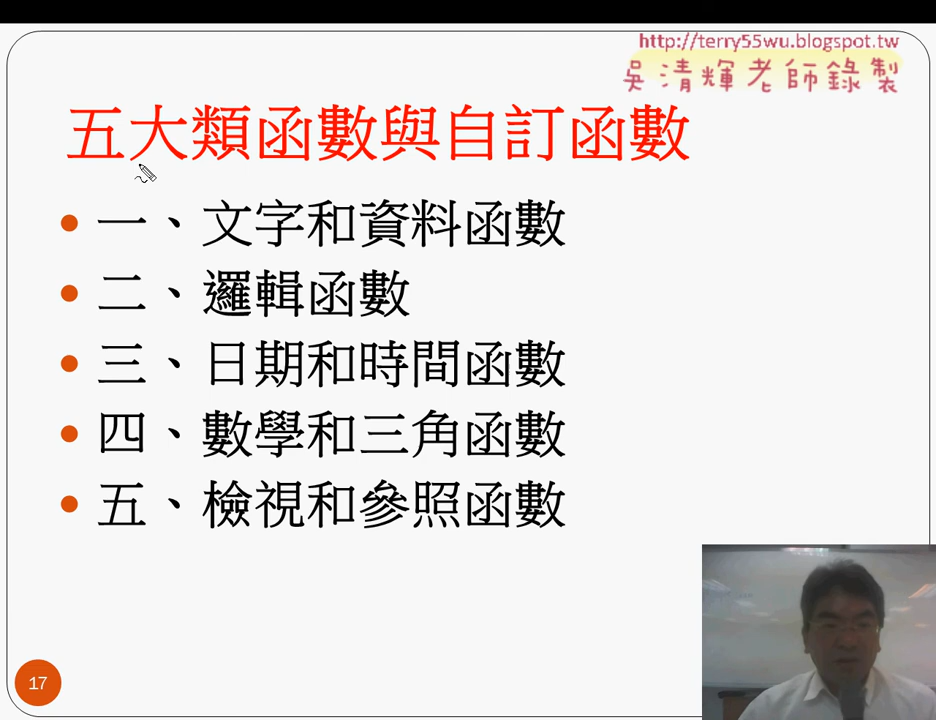 http://terry55wu.blogspot.tw
吳清輝老師錄製
五大類函數與自訂函數
一、文字和資料函數
二、邏輯函數
三、日期和時間函數
四、數學和三角函數
五、檢視和參照函數
17